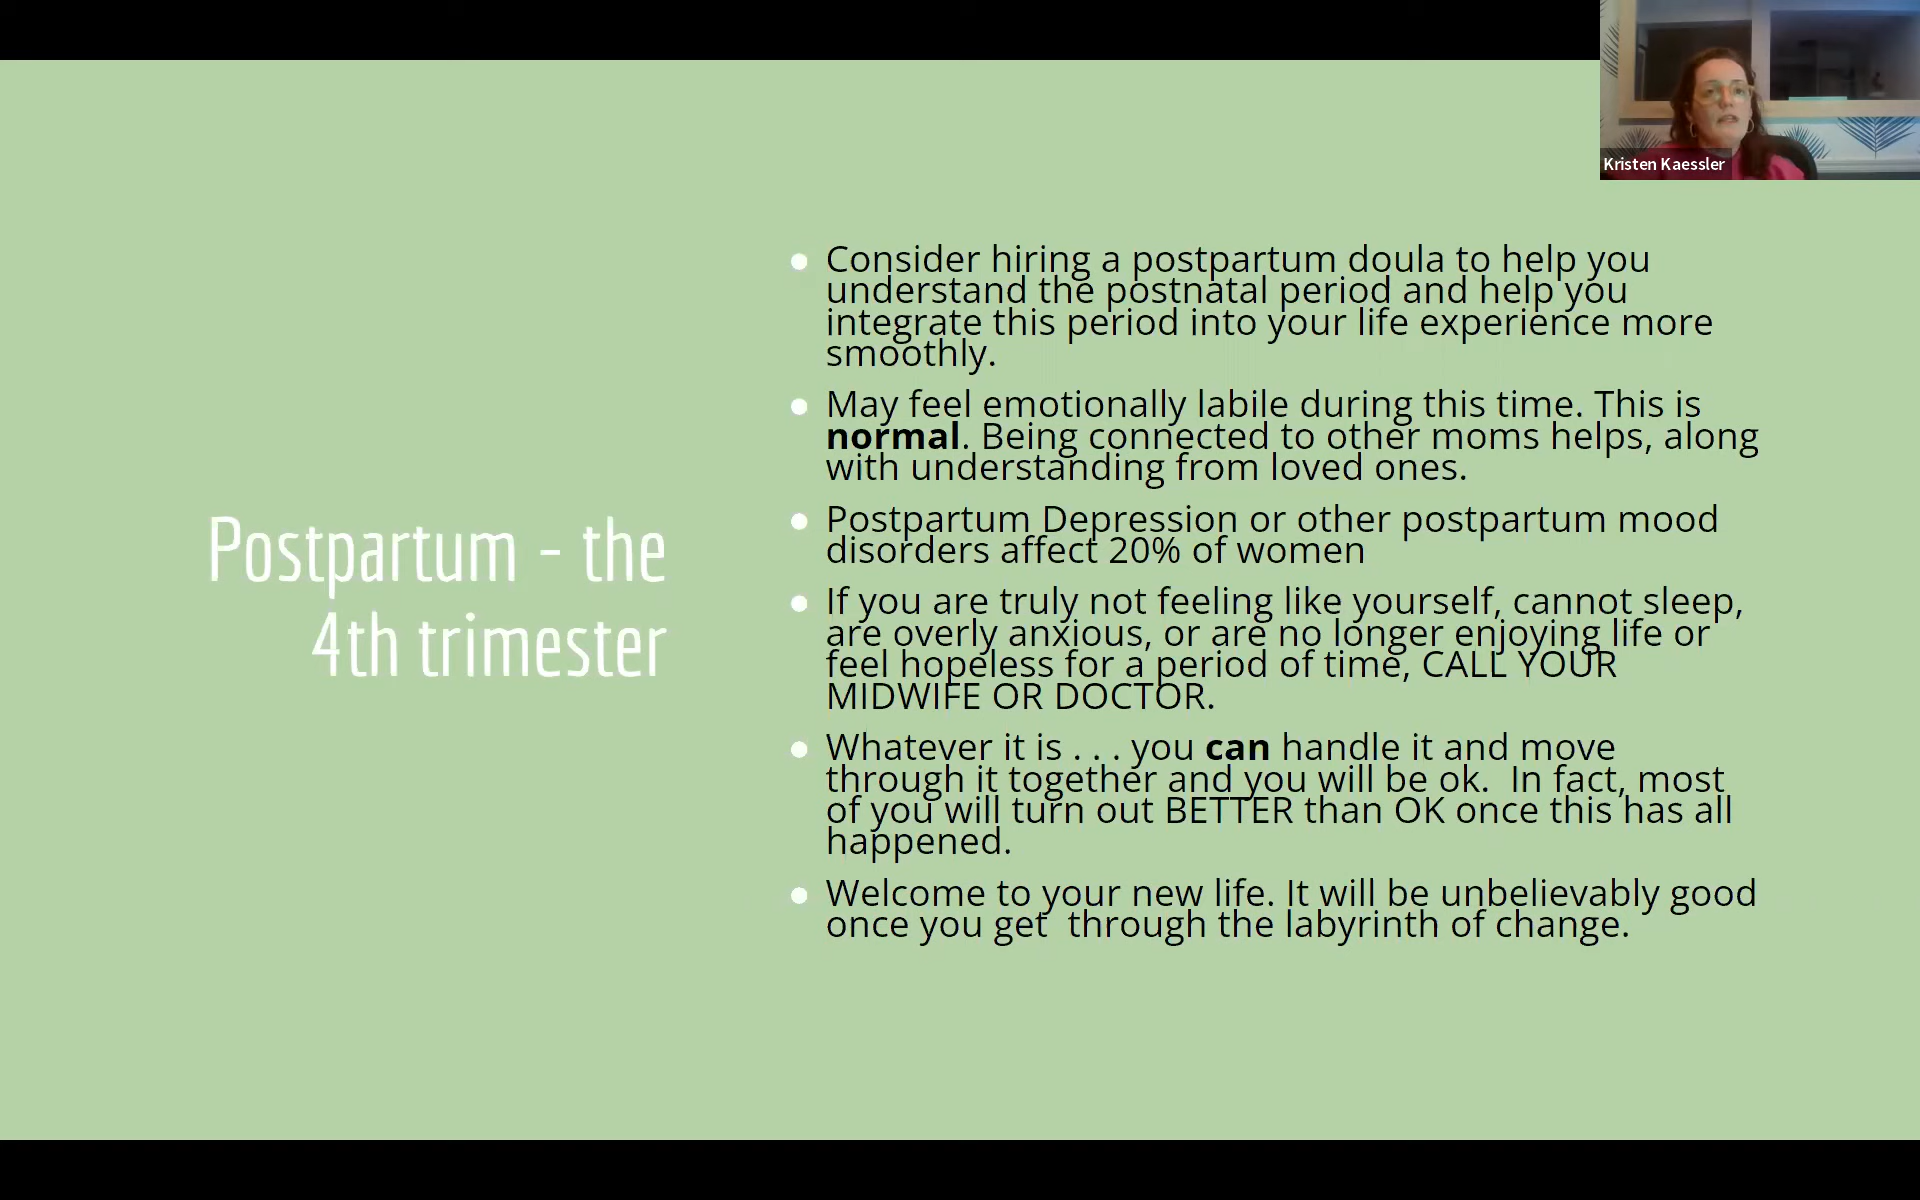 Kristen Kaessler
Postpartum - the
4th trimester
• Consider hiring a postpartum doula to help you
understand the postnatal period and help you
integrate this period into your life experience more
smoothly.
• May feel emotionally labile during this time. This is
normal. Being connected to other moms helps, along
with understanding from loved ones.
• Postpartum Depression or other postpartum mood
disorders affect 20% of women
• If you are truly not feeling like yourself, cannot sleep,
are overly anxious, or are no longer enjoying life or
feel hopeless for a period of time, CALL YOUR
MIDWIFE OR DOCTOR.
• Whatever it is . . . you can handle it and move
through it together and you will be ok.  In fact, most
of you will turn out BETTER than OK once this has all
happened.
• Welcome to your new life. It will be unbelievably good
once you get  through the labyrinth of change.